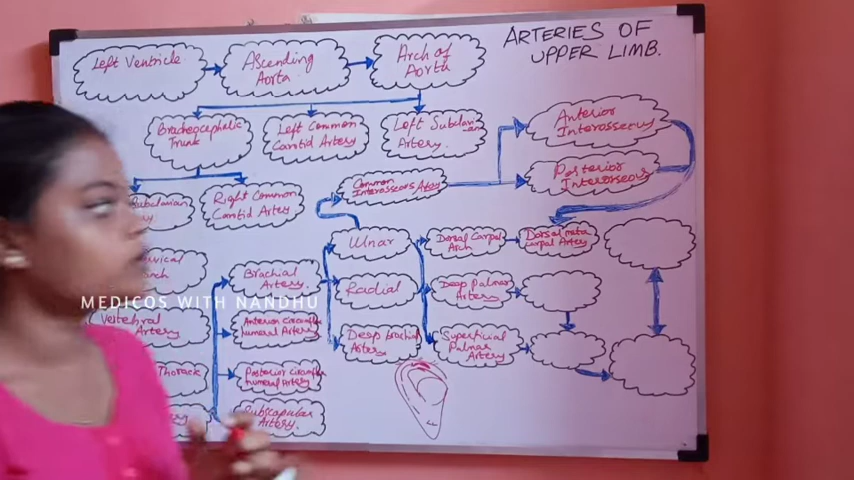 ARTERIES OF
UPPER LIMB.
Left Ventricle
Ascending
Aorta
Arch of
Aorta
Brachiocephalic
Trunk
Left Common
Carotid Artery
Left Subclavian
Artery.
Anterior
Interosseous
Posterior
Interosseous
Common
Interosseous Artery
Subclavian
Right Common
Carotid Artery
Ulnar
Dorsal Carpal
Arch
Dorsal meta
carpal Artery
Brachial
Artery.
Radial
Deep Palmar
Artery
MEDICOS WITH NANDHU
Vertebral
Artery
Anterior Circumflex
humeral Artery
Deep brachial
Artery
Superficial
Palmar
Artery
Thorack
Posterior Circumflex
humeral Artery
Subscapular
Artery.